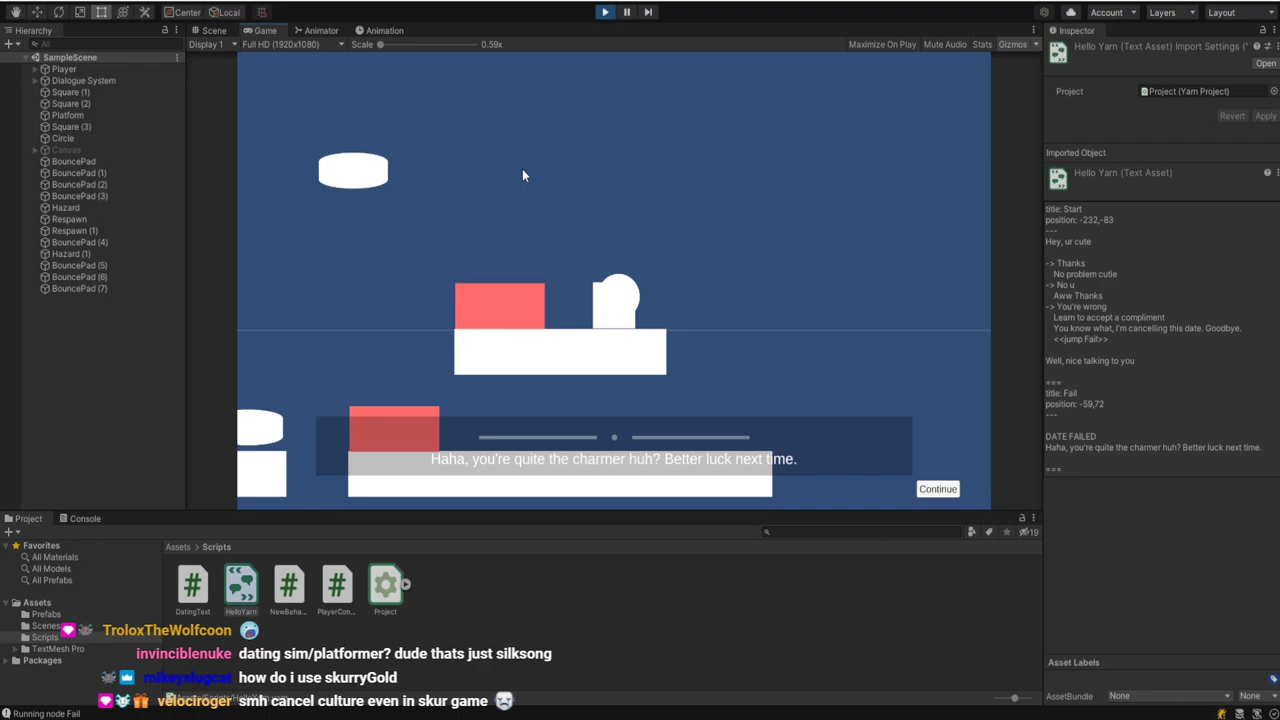 Center
Local
Account
Layers
Layout
Hierarchy
Scene
Game
Animator
Animation
Inspector
All
Display 1
Full HD (1920x1080)
Scale
0.59x
Maximize On Play
Mute Audio
Stats
Gizmos
Hello Yarn (Text Asset) Import Settings ('
Open
SampleScene
Player
Dialogue System
Square (1)
Square (2)
Platform
Square (3)
Circle
Canvas
BouncePad
BouncePad (1)
BouncePad (2)
BouncePad (3)
Hazard
Respawn
Respawn (1)
BouncePad (4)
Hazard (1)
BouncePad (5)
BouncePad (6)
BouncePad (7)
Project
Project (Yarn Project)
Revert
Apply
Imported Object
Hello Yarn (Text Asset)
title: Start
position: -232,-83
---
Hey, ur cute
-> Thanks
No problem cutie
-> No u
Aww Thanks
-> You're wrong
Learn to accept a compliment
You know what, I'm cancelling this date. Goodbye.
<<jump Fail>>
Well, nice talking to you
===
title: Fail
position: -59,72
---
DATE FAILED
Haha, you're quite the charmer huh? Better luck next time.
===
Haha, you're quite the charmer huh? Better luck next time.
Continue
Project
Console
19
Favorites
All Materials
All Models
All Prefabs
Assets
Prefabs
Scenes
Scripts
TextMesh Pro
Packages
Assets > Scripts
DatingText
HelloYarn
NewBeha...
PlayerCon...
Project
TroloxTheWolfcoon
invinciblenuke dating sim/platformer? dude thats just silksong
mikeyslugcat how do i use skurryGold
velociroger smh cancel culture even in skur game
Asset Labels
AssetBundle
None
None
Running node Fail